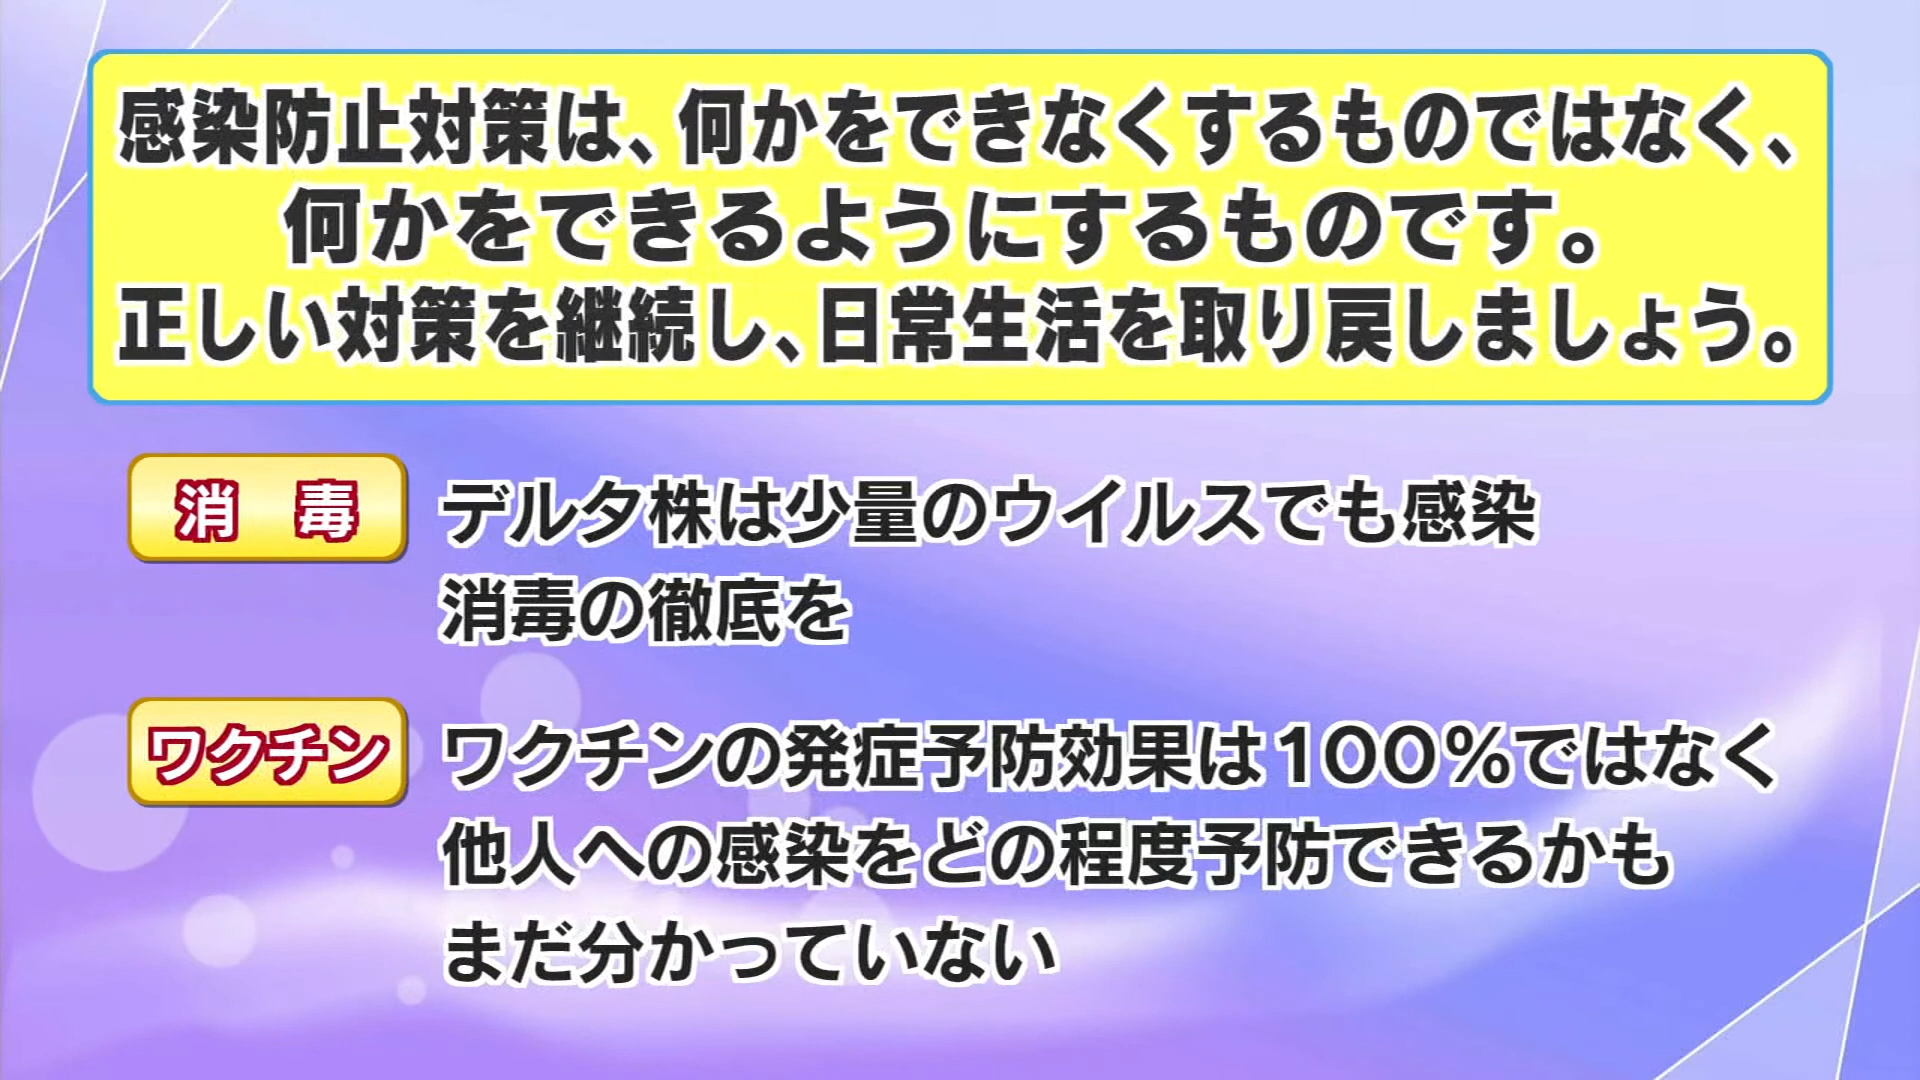 感染防止対策は、何かをできなくするものではなく、
何かをできるようにするものです。
正しい対策を継続し、日常生活を取り戻しましょう。
消　毒
デルタ株は少量のウイルスでも感染
消毒の徹底を
ワクチン
ワクチンの発症予防効果は100％ではなく
他人への感染をどの程度予防できるかも
まだ分かっていない